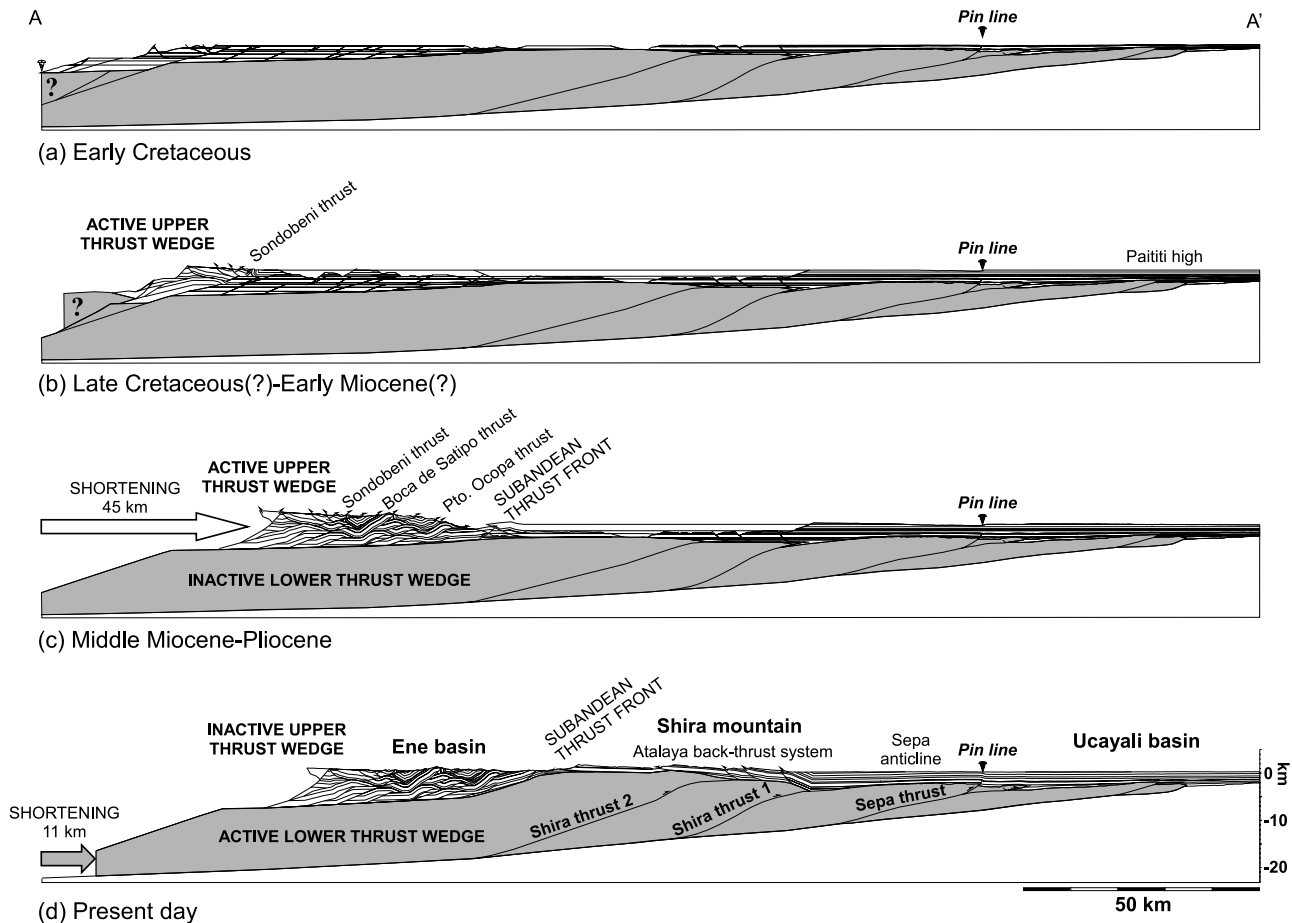 A
Pin line
A'
?
(a) Early Cretaceous
ACTIVE UPPER
THRUST WEDGE
Sondobeni thrust
Pin line
Paititi high
?
(b) Late Cretaceous(?)-Early Miocene(?)
SHORTENING
45 km
ACTIVE UPPER
THRUST WEDGE
Sondobeni thrust
Boca de Satipo thrust
Pto. Ocopa thrust
SUBANDEAN
THRUST FRONT
Pin line
INACTIVE LOWER THRUST WEDGE
(c) Middle Miocene-Pliocene
INACTIVE UPPER
THRUST WEDGE
Ene basin
SUBANDEAN
THRUST FRONT
Shira mountain
Atalaya back-thrust system
Sepa
anticline
Pin line
Ucayali basin
0
km
-10
-20
SHORTENING
11 km
ACTIVE LOWER THRUST WEDGE
Shira thrust 2
Shira thrust 1
Sepa thrust
50 km
(d) Present day